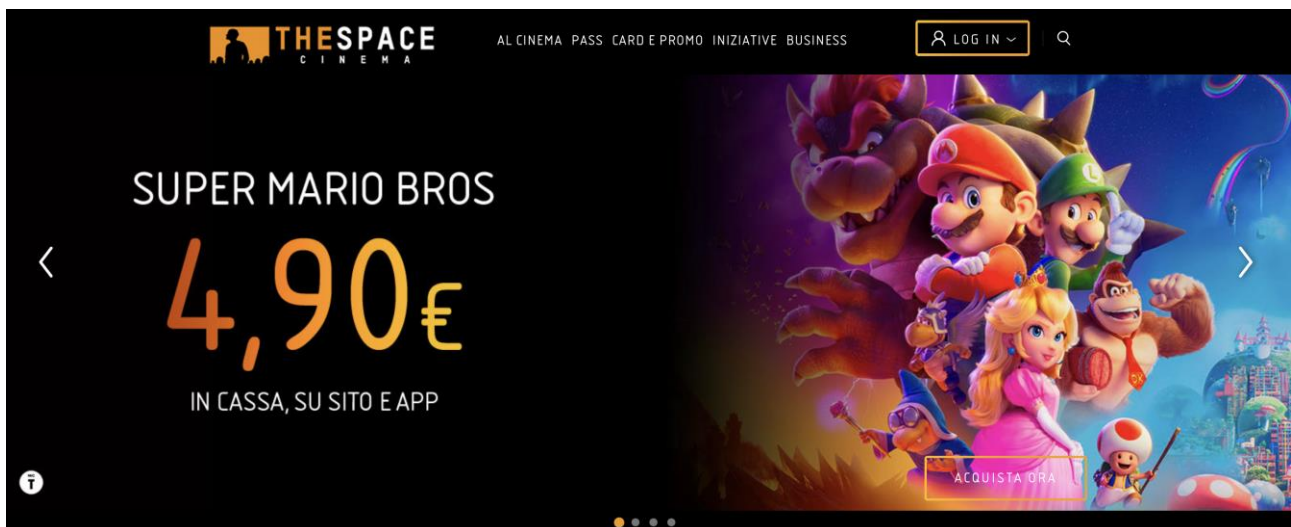 THESPACE
CINEMA
AL CINEMA PASS CARD E PROMO INIZIATIVE BUSINESS
LOG IN
SUPER MARIO BROS
4,90€
IN CASSA, SU SITO E APP
ACQUISTA ORA
M
L
DK
T